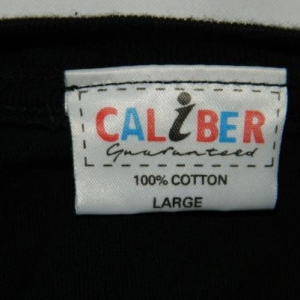 CALiBER
Guaranteed
100% COTTON
LARGE